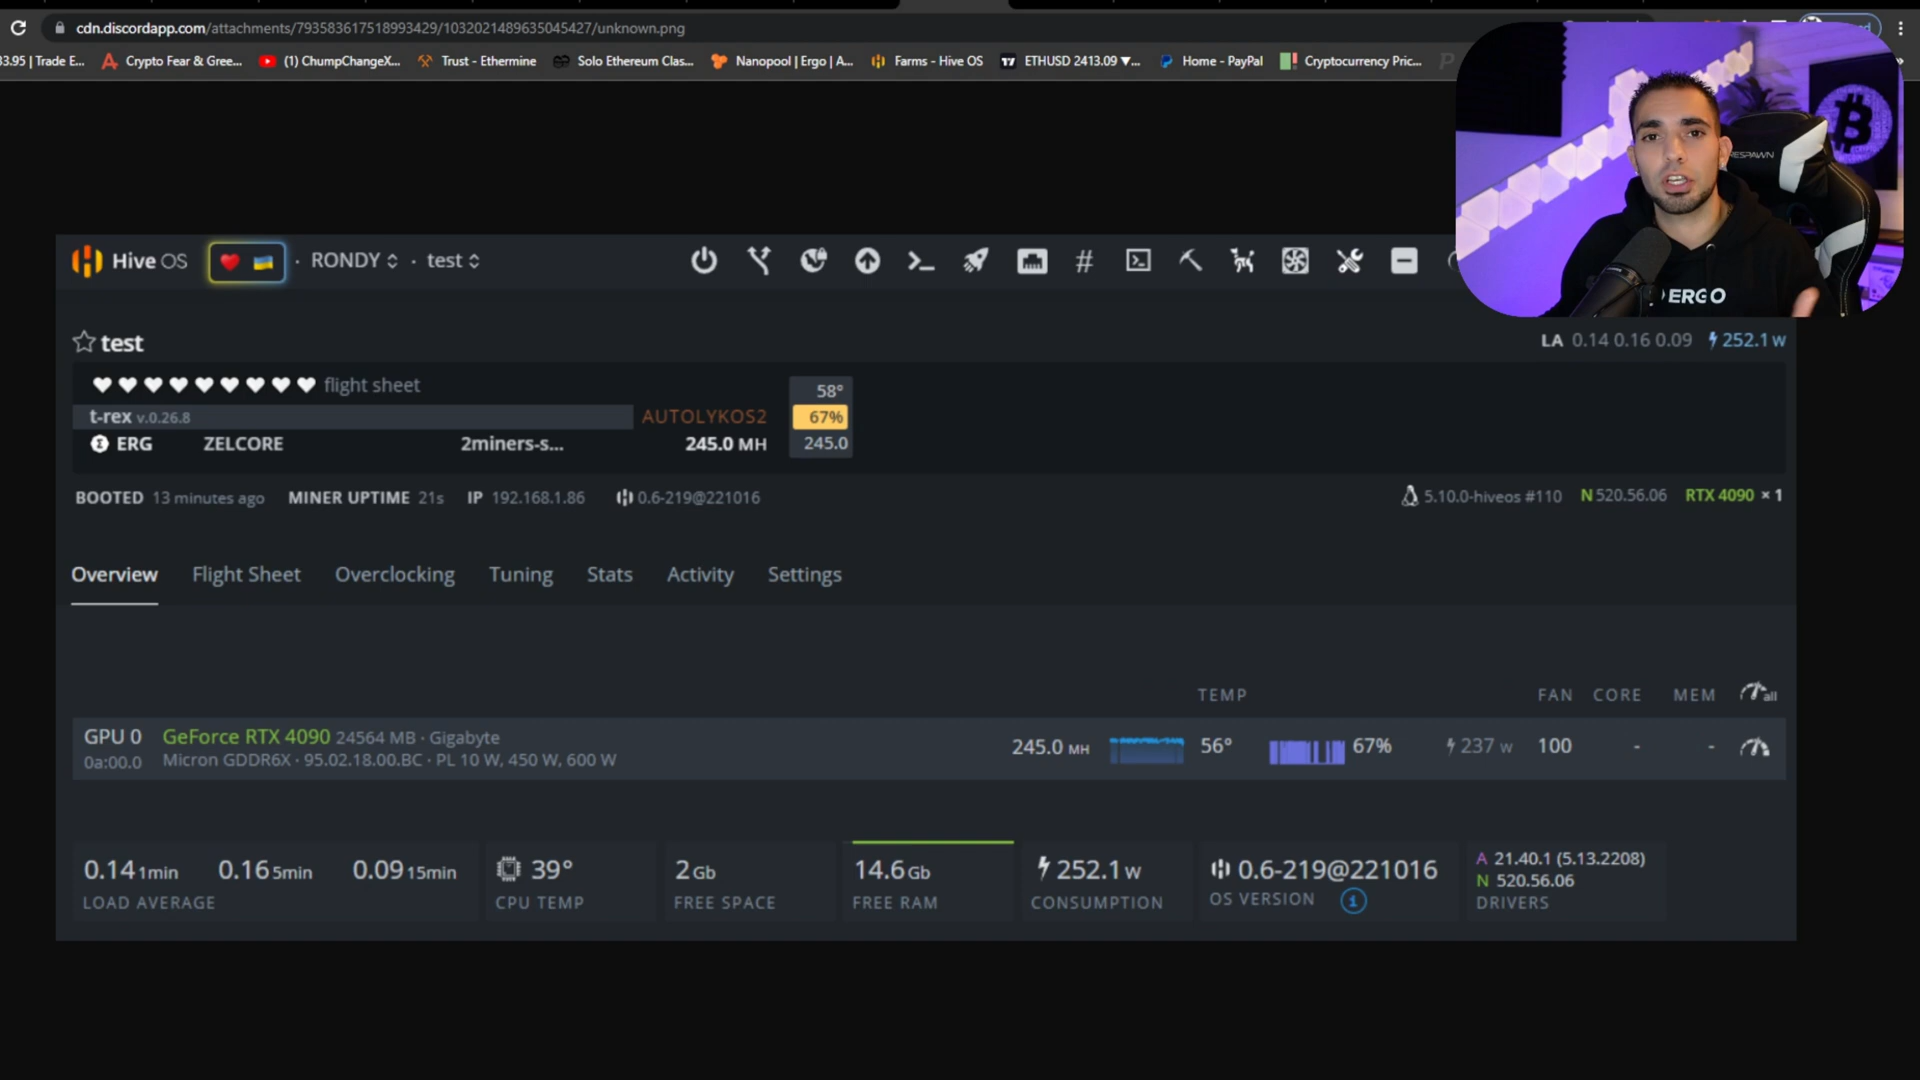 cdn.discordapp.com/attachments/793583617518993429/1032021489635045427/unknown.png
33.95 | Trade E... Crypto Fear & Gree... (1) ChumpChangeX... Trust - Ethermine Solo Ethereum Clas... Nanopool | Ergo | A... Farms - Hive OS ETHUSD 2413.09 ▼... Home - PayPal Cryptocurrency Pric...
RESPAWN
ERGO
Hive OS · RONDY · test
test
LA 0.14 0.16 0.09 252.1 W
flight sheet 58°
t-rex v.0.26.8 AUTOLYKOS2 67%
ERG ZELCORE 2miners-s... 245.0 MH 245.0
BOOTED 13 minutes ago MINER UPTIME 21s IP 192.168.1.86 0.6-219@221016 5.10.0-hiveos #110 N 520.56.06 RTX 4090 × 1
Overview Flight Sheet Overclocking Tuning Stats Activity Settings
TEMP FAN CORE MEM all
GPU 0 GeForce RTX 4090 24564 MB · Gigabyte 245.0 MH 56° 67% 237 W 100 - -
0a:00.0 Micron GDDR6X · 95.02.18.00.BC · PL 10 W, 450 W, 600 W
0.14 1min 0.16 5min 0.09 15min 39° 2 Gb 14.6 Gb 252.1 W 0.6-219@221016 A 21.40.1 (5.13.2208)
N 520.56.06
LOAD AVERAGE CPU TEMP FREE SPACE FREE RAM CONSUMPTION OS VERSION DRIVERS